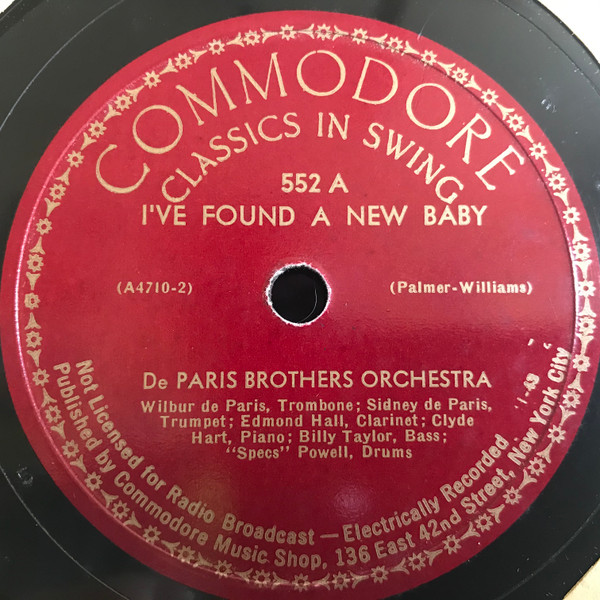 COMMODORE
CLASSICS IN SWING
552 A
I'VE FOUND A NEW BABY
(A4710-2)
(Palmer-Williams)
De PARIS BROTHERS ORCHESTRA
Wilbur de Paris, Trombone; Sidney de Paris,
Trumpet; Edmond Hall, Clarinet; Clyde
Hart, Piano; Billy Taylor, Bass;
"Specs" Powell, Drums
Not Licensed for Radio Broadcast — Electrically Recorded
Published by Commodore Music Shop, 136 East 42nd Street, New York City